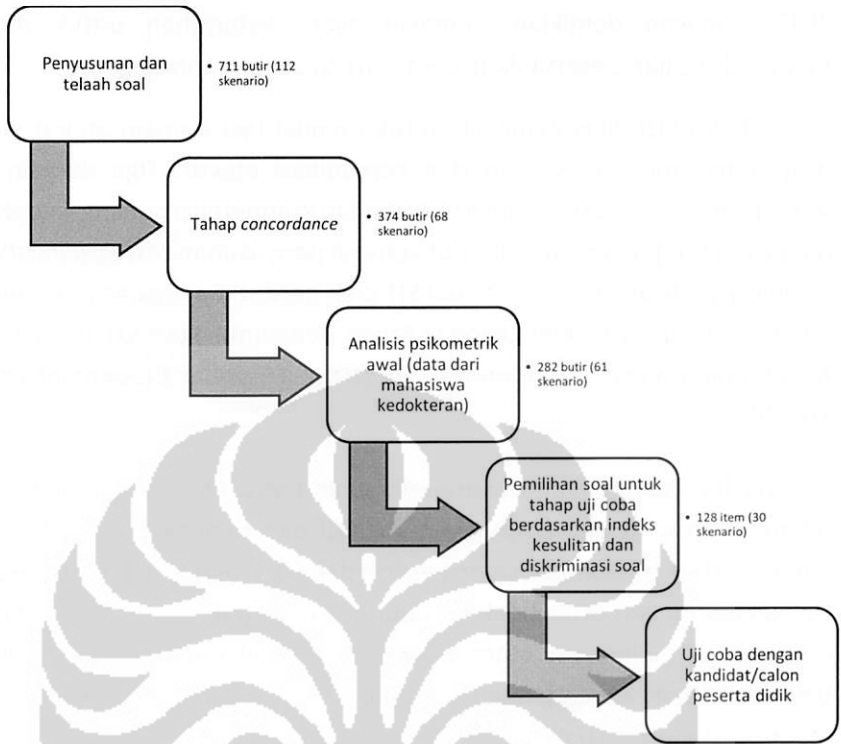 Penyusunan dan
telaah soal
• 711 butir (112
skenario)
Tahap concordance
• 374 butir (68
skenario)
Analisis psikometrik
awal (data dari
mahasiswa
kedokteran)
• 282 butir (61
skenario)
Pemilihan soal untuk
tahap uji coba
berdasarkan indeks
kesulitan dan
diskriminasi soal
• 128 item (30
skenario)
Uji coba dengan
kandidat/calon
peserta didik